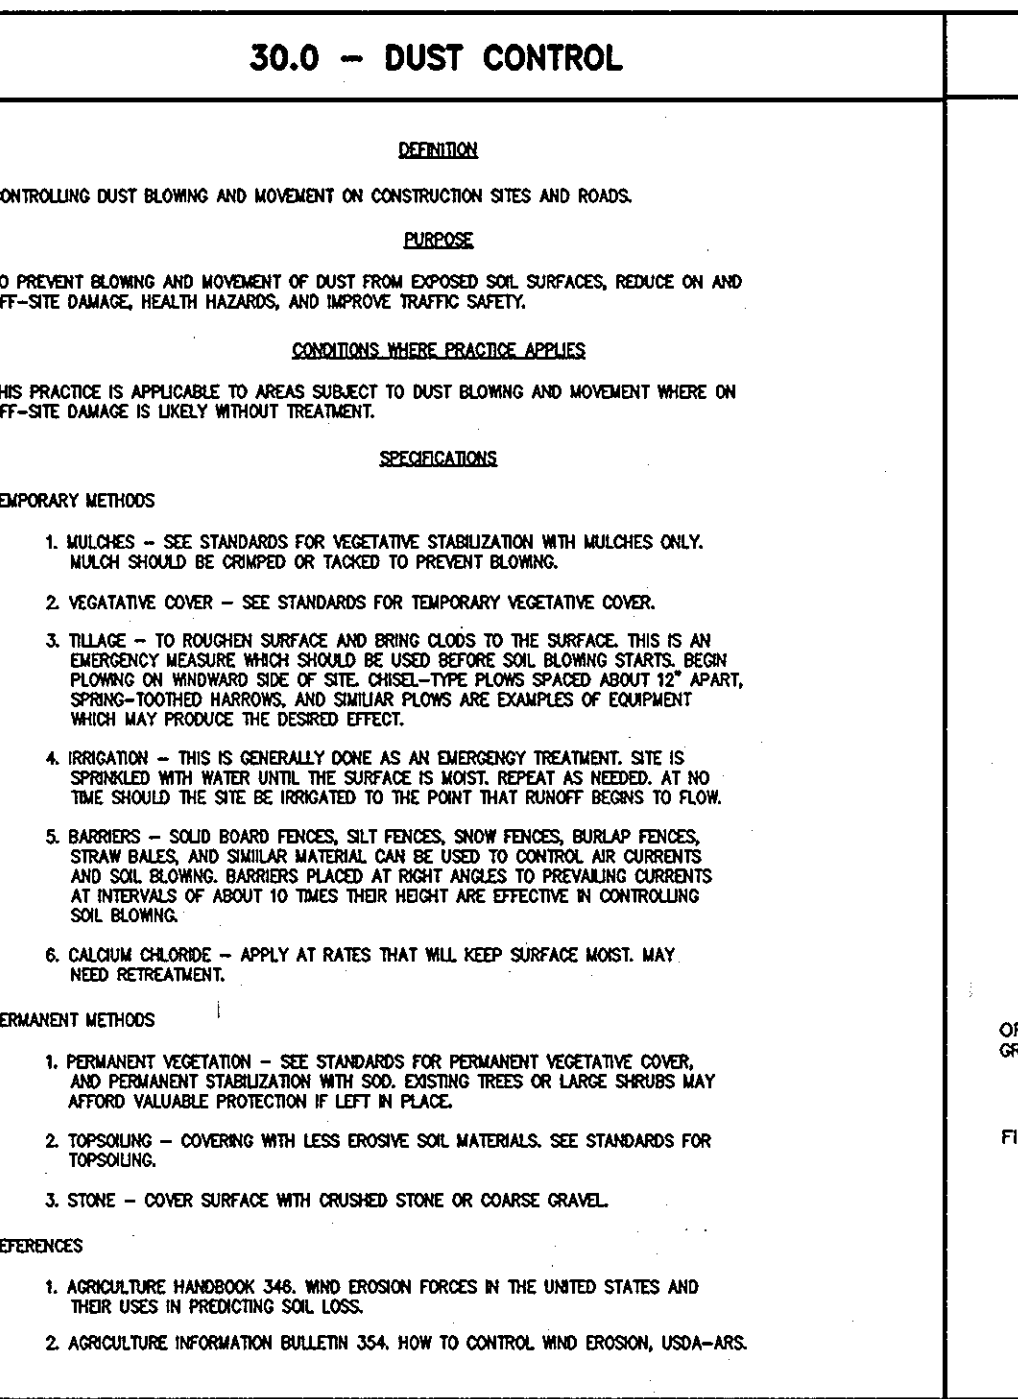 30.0 – DUST CONTROL
DEFINITION
ONTROLLING DUST BLOWING AND MOVEMENT ON CONSTRUCTION SITES AND ROADS.
PURPOSE
O PREVENT BLOWING AND MOVEMENT OF DUST FROM EXPOSED SOIL SURFACES, REDUCE ON AND
FF-SITE DAMAGE, HEALTH HAZARDS, AND IMPROVE TRAFFIC SAFETY.
CONDITIONS WHERE PRACTICE APPLIES
HIS PRACTICE IS APPLICABLE TO AREAS SUBJECT TO DUST BLOWING AND MOVEMENT WHERE ON
FF-SITE DAMAGE IS LIKELY WITHOUT TREATMENT.
SPECIFICATIONS
EMPORARY METHODS
1. MULCHES – SEE STANDARDS FOR VEGETATIVE STABILIZATION WITH MULCHES ONLY.
MULCH SHOULD BE CRIMPED OR TACKED TO PREVENT BLOWING.
2. VEGATATIVE COVER – SEE STANDARDS FOR TEMPORARY VEGETATIVE COVER.
3. TILLAGE – TO ROUGHEN SURFACE AND BRING CLODS TO THE SURFACE. THIS IS AN
EMERGENCY MEASURE WHICH SHOULD BE USED BEFORE SOIL BLOWING STARTS. BEGIN
PLOWING ON WINDWARD SIDE OF SITE. CHISEL-TYPE PLOWS SPACED ABOUT 12" APART,
SPRING-TOOTHED HARROWS, AND SIMILIAR PLOWS ARE EXAMPLES OF EQUIPMENT
WHICH MAY PRODUCE THE DESIRED EFFECT.
4. IRRIGATION – THIS IS GENERALLY DONE AS AN EMERGENCY TREATMENT. SITE IS
SPRINKLED WITH WATER UNTIL THE SURFACE IS MOIST. REPEAT AS NEEDED. AT NO
TIME SHOULD THE SITE BE IRRIGATED TO THE POINT THAT RUNOFF BEGINS TO FLOW.
5. BARRIERS – SOLID BOARD FENCES, SILT FENCES, SNOW FENCES, BURLAP FENCES,
STRAW BALES, AND SIMIILAR MATERIAL CAN BE USED TO CONTROL AIR CURRENTS
AND SOIL BLOWING. BARRIERS PLACED AT RIGHT ANGLES TO PREVAILING CURRENTS
AT INTERVALS OF ABOUT 10 TIMES THEIR HEIGHT ARE EFFECTIVE IN CONTROLLING
SOIL BLOWING.
6. CALCIUM CHLORIDE – APPLY AT RATES THAT WILL KEEP SURFACE MOIST. MAY
NEED RETREATMENT.
ERMANENT METHODS
1. PERMANENT VEGETATION – SEE STANDARDS FOR PERMANENT VEGETATIVE COVER,
AND PERMANENT STABILIZATION WITH SOD. EXISTING TREES OR LARGE SHRUBS MAY
AFFORD VALUABLE PROTECTION IF LEFT IN PLACE.
2. TOPSOILING – COVERING WITH LESS EROSIVE SOIL MATERIALS. SEE STANDARDS FOR
TOPSOILING.
3. STONE – COVER SURFACE WITH CRUSHED STONE OR COARSE GRAVEL.
EFERENCES
1. AGRICULTURE HANDBOOK 346. WIND EROSION FORCES IN THE UNITED STATES AND
THEIR USES IN PREDICTING SOIL LOSS.
2. AGRICULTURE INFORMATION BULLETIN 354. HOW TO CONTROL WIND EROSION, USDA-ARS.
GR
FI